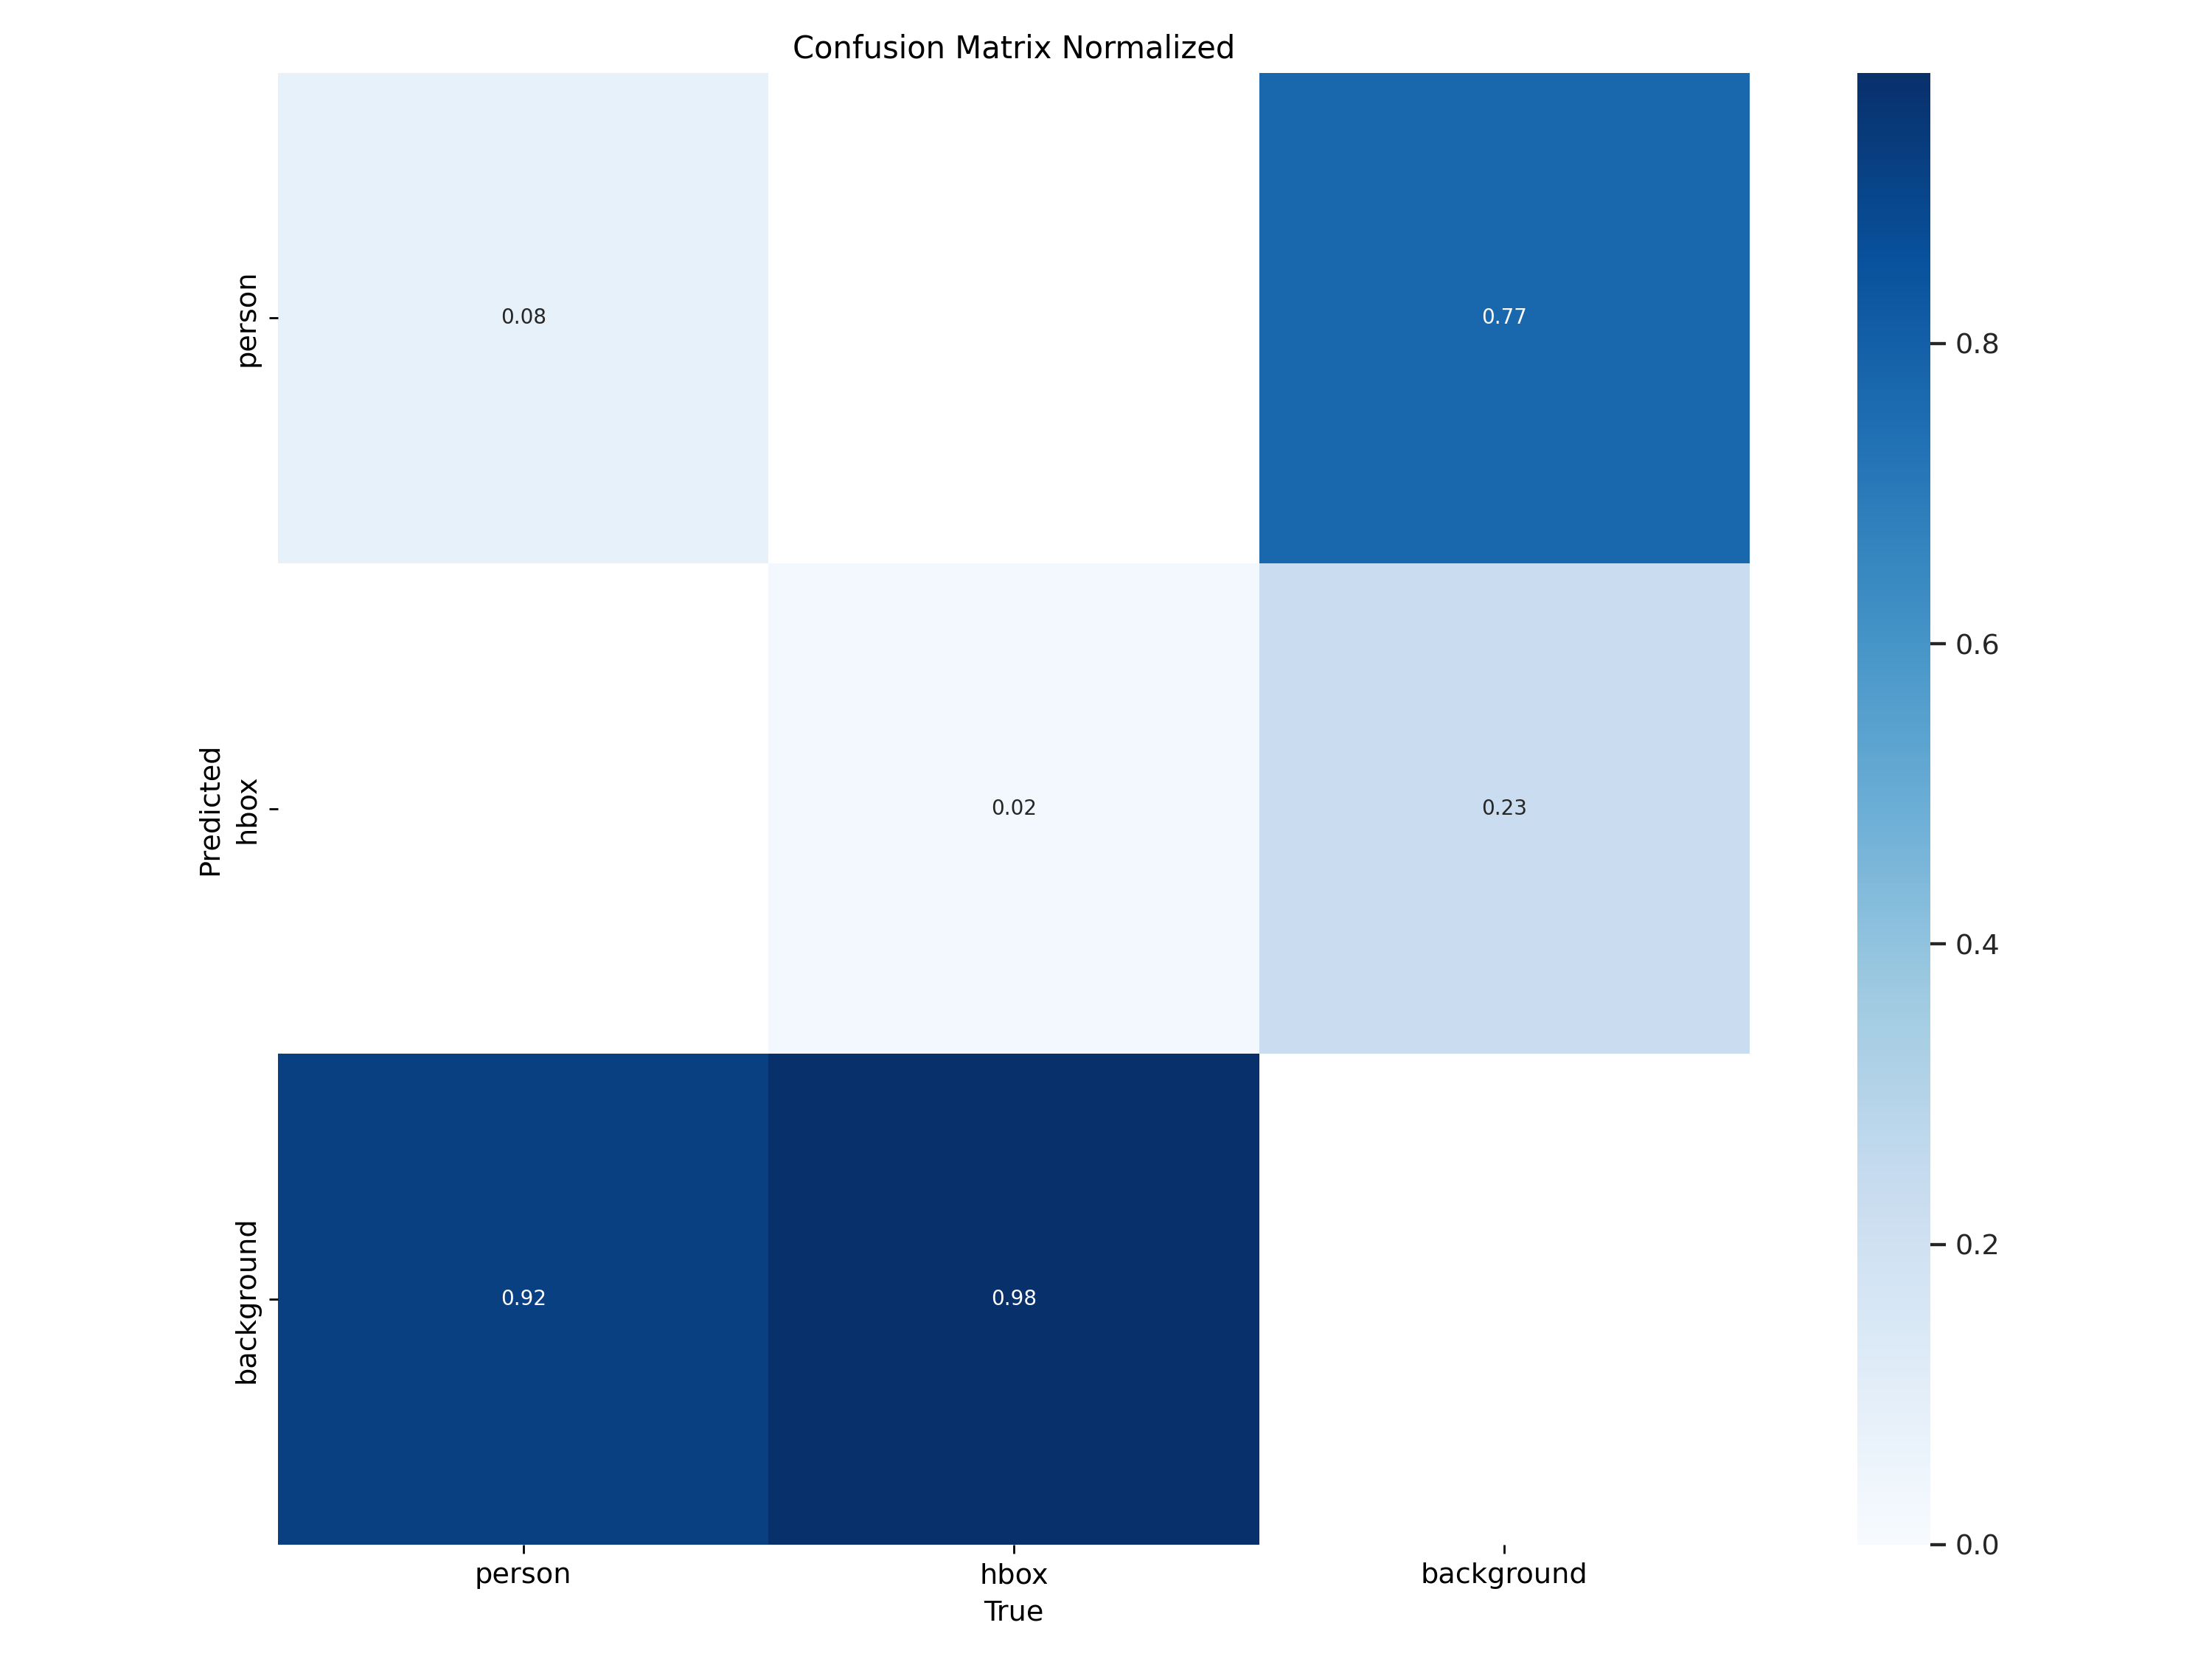 Confusion Matrix Normalized
person
0.08
0.77
Predicted
hbox
0.02
0.23
background
0.92
0.98
person
hbox
background
True
0.8
0.6
0.4
0.2
0.0